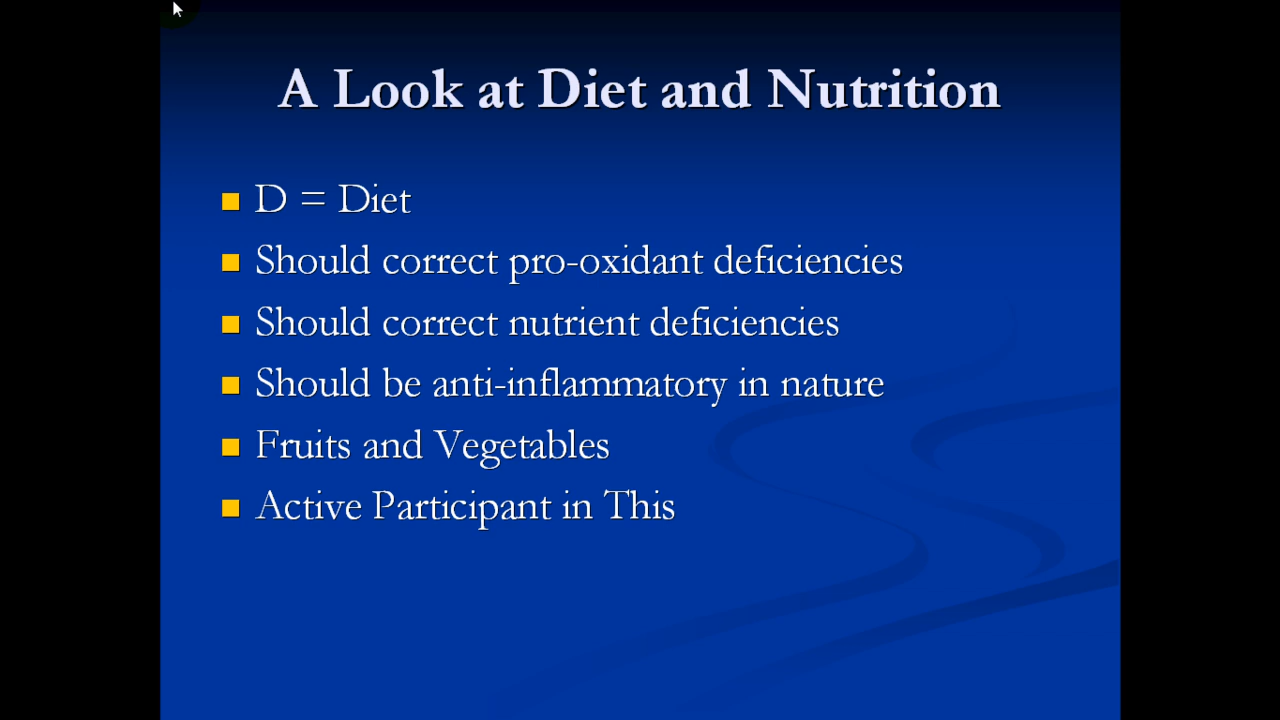 A Look at Diet and Nutrition
D = Diet
Should correct pro-oxidant deficiencies
Should correct nutrient deficiencies
Should be anti-inflammatory in nature
Fruits and Vegetables
Active Participant in This